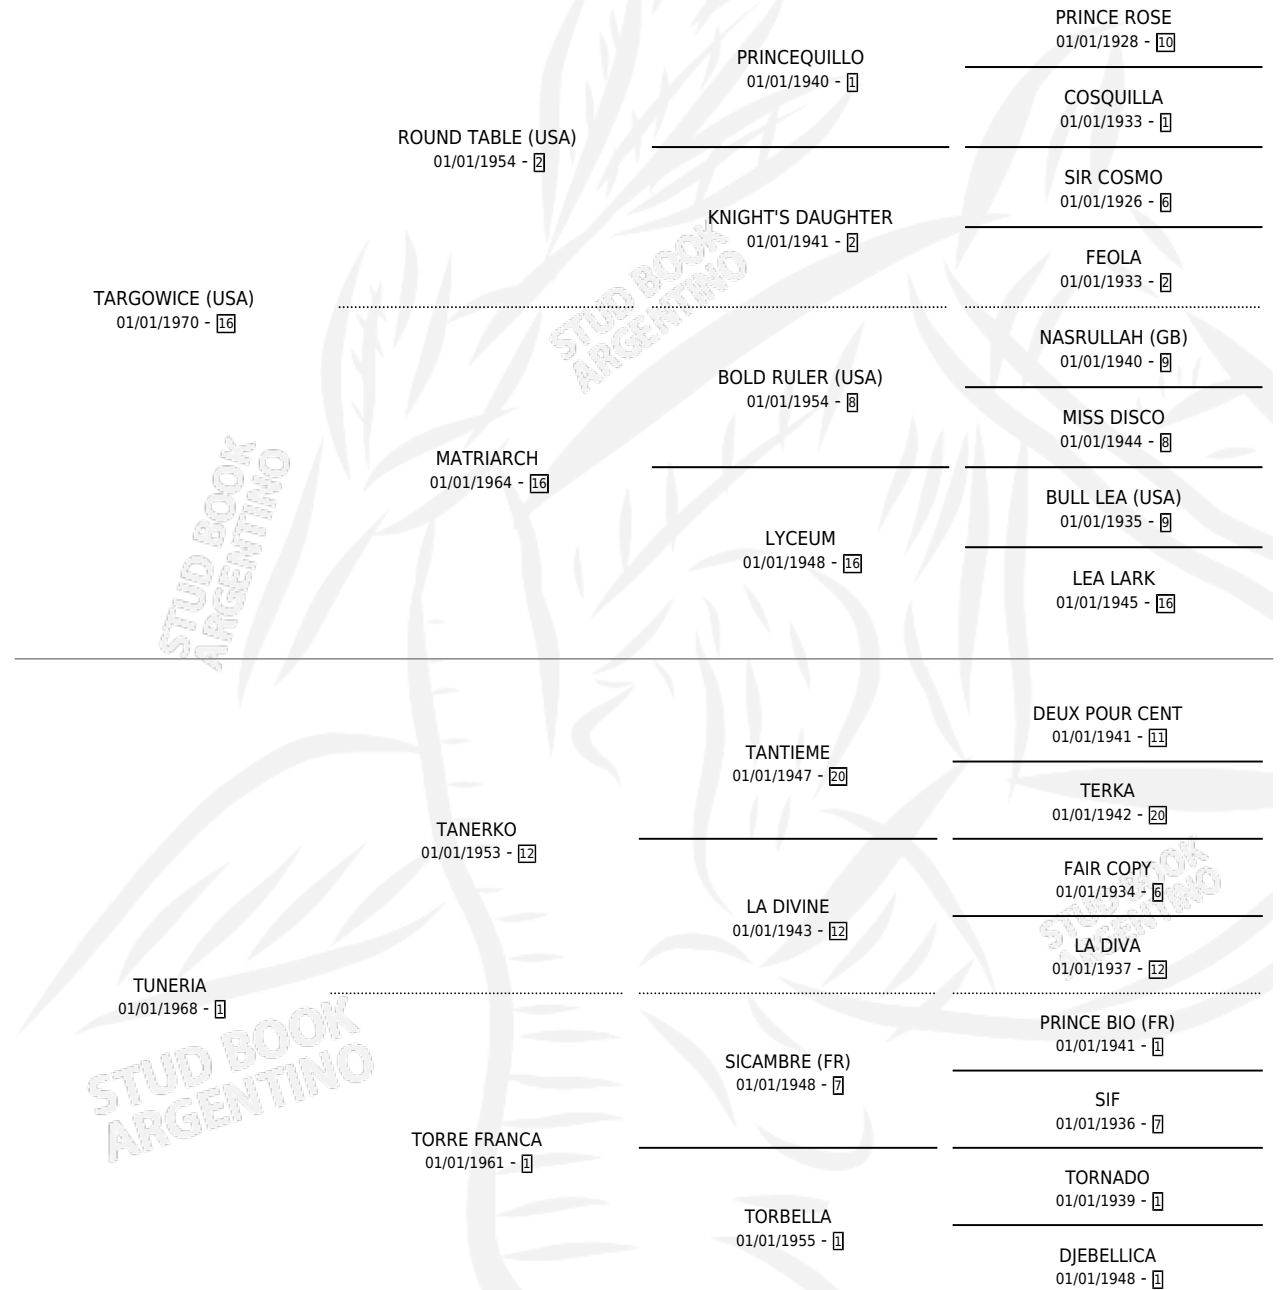 PRINCE ROSE
01/01/1928 - 10
PRINCEQUILLO
01/01/1940 - 1
COSQUILLA
01/01/1933 - 1
ROUND TABLE (USA)
01/01/1954 - 2
SIR COSMO
01/01/1926 - 6
KNIGHT'S DAUGHTER
01/01/1941 - 2
FEOLA
01/01/1933 - 2
TARGOWICE (USA)
01/01/1970 - 16
STUD BOOK
ARGENTINO
NASRULLAH (GB)
01/01/1940 - 9
BOLD RULER (USA)
01/01/1954 - 8
MISS DISCO
01/01/1944 - 8
MATRIARCH
01/01/1964 - 16
STUD BOOK
ARGENTINO
BULL LEA (USA)
01/01/1935 - 9
LYCEUM
01/01/1948 - 16
LEA LARK
01/01/1945 - 16
DEUX POUR CENT
01/01/1941 - 11
TANTIEME
01/01/1947 - 20
TERKA
01/01/1942 - 20
TANERKO
01/01/1953 - 12
FAIR COPY
01/01/1934 - 6
STUD BOOK
ARGENTINO
LA DIVINE
01/01/1943 - 12
LA DIVA
01/01/1937 - 12
TUNERIA
01/01/1968 - 1
STUD BOOK
ARGENTINO
PRINCE BIO (FR)
01/01/1941 - 1
SICAMBRE (FR)
01/01/1948 - 7
SIF
01/01/1936 - 7
TORRE FRANCA
01/01/1961 - 1
TORNADO
01/01/1939 - 1
TORBELLA
01/01/1955 - 1
DJEBELLICA
01/01/1948 - 1